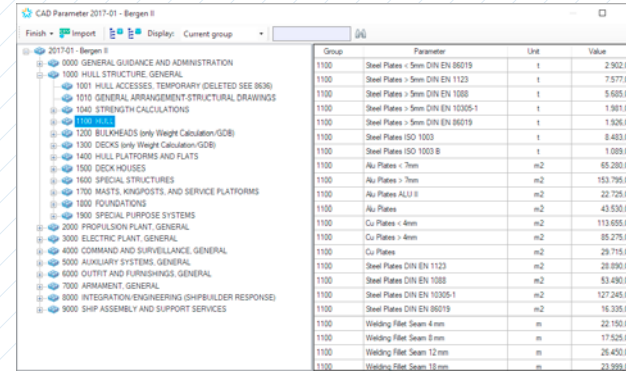 CAD Parameter 2017-01 - Bergen II
Finish Import Display: Current group
2017-01 - Bergen II
0000 GENERAL GUIDANCE AND ADMINISTRATION
1000 HULL STRUCTURE, GENERAL
1001 HULL ACCESSES, TEMPORARY (DELETED SEE 8636)
1010 GENERAL ARRANGEMENT-STRUCTURAL DRAWINGS
1040 STRENGTH CALCULATIONS
1100 HULL
1200 BULKHEADS (only Weight Calculation/GDB)
1300 DECKS (only Weight Calculation/GDB)
1400 HULL PLATFORMS AND FLATS
1500 DECK HOUSES
1600 SPECIAL STRUCTURES
1700 MASTS, KINGPOSTS, AND SERVICE PLATFORMS
1800 FOUNDATIONS
1900 SPECIAL PURPOSE SYSTEMS
2000 PROPULSION PLANT, GENERAL
3000 ELECTRIC PLANT, GENERAL
4000 COMMAND AND SURVEILLANCE, GENERAL
5000 AUXILIARY SYSTEMS, GENERAL
6000 OUTFIT AND FURNISHINGS, GENERAL
7000 ARMAMENT, GENERAL
8000 INTEGRATION/ENGINEERING (SHIPBUILDER RESPONSE)
9000 SHIP ASSEMBLY AND SUPPORT SERVICES
Group Parameter Unit Value
1100 Steel Plates < 5mm DIN EN 86019 t 2.902,
1100 Steel Plates < 5mm DIN EN 1123 t 7.577,
1100 Steel Plates > 5mm DIN EN 1088 t 5.685,
1100 Steel Plates > 5mm DIN EN 10305-1 t 1.981,
1100 Steel Plates > 5mm DIN EN 86019 t 1.926,
1100 Steel Plates ISO 1003 t 8.483,
1100 Steel Plates ISO 1003 B t 1.089,
1100 Alu Plates < 7mm m2 65.280,
1100 Alu Plates > 7mm m2 153.795,
1100 Alu Plates ALU II m2 22.725,
1100 Alu Plates m2 43.530,
1100 Cu Plates < 4mm m2 113.655,
1100 Cu Plates > 4mm m2 85.275,
1100 Cu Plates m2 29.715,
1100 Steel Plates DIN EN 1123 m2 28.890,
1100 Steel Plates DIN EN 1088 m2 53.490,
1100 Steel Plates DIN EN 10305-1 m2 127.245,
1100 Steel Plates DIN EN 86019 m2 16.335,
1100 Welding Fillet Seam 4 mm m 22.150,
1100 Welding Fillet Seam 8 mm m 17.525,
1100 Welding Fillet Seam 12 mm m 26.450,
1100 Welding Fillet Seam 18 mm m 23.999,